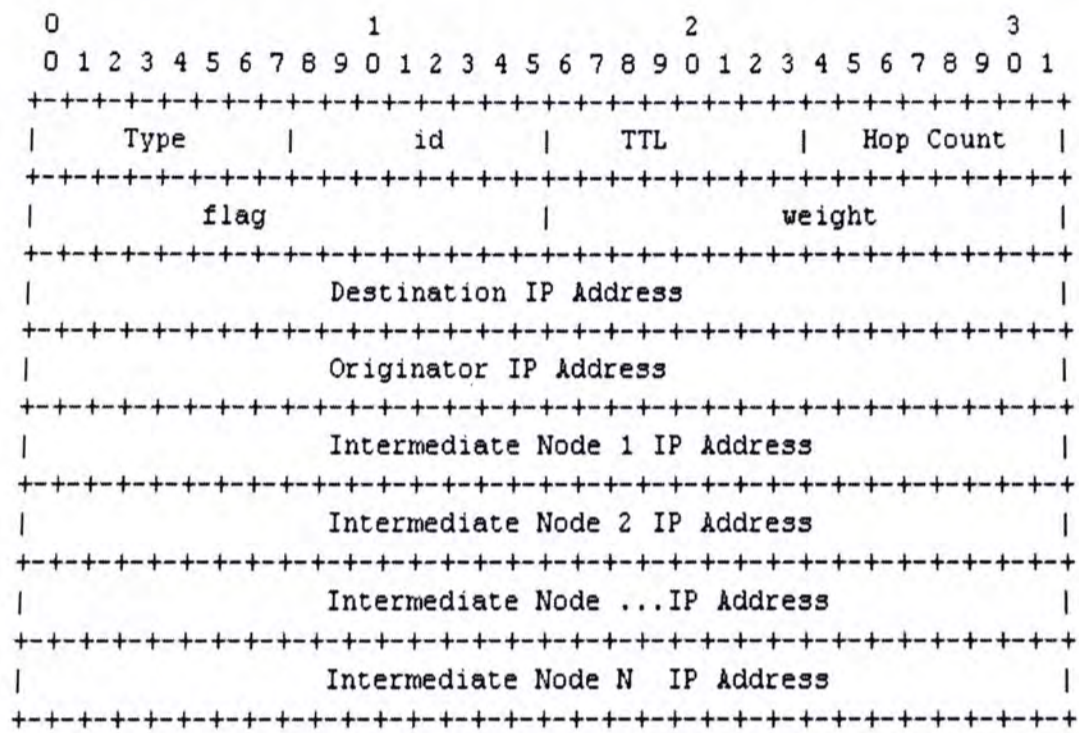 0 1 2 3
0 1 2 3 4 5 6 7 8 9 0 1 2 3 4 5 6 7 8 9 0 1 2 3 4 5 6 7 8 9 0 1
+-+-+-+-+-+-+-+-+-+-+-+-+-+-+-+-+-+-+-+-+-+-+-+-+-+-+-+-+-+-+-+-+
| Type | id | TTL | Hop Count |
+-+-+-+-+-+-+-+-+-+-+-+-+-+-+-+-+-+-+-+-+-+-+-+-+-+-+-+-+-+-+-+-+
| flag | weight |
+-+-+-+-+-+-+-+-+-+-+-+-+-+-+-+-+-+-+-+-+-+-+-+-+-+-+-+-+-+-+-+-+
| Destination IP Address |
+-+-+-+-+-+-+-+-+-+-+-+-+-+-+-+-+-+-+-+-+-+-+-+-+-+-+-+-+-+-+-+-+
| Originator IP Address |
+-+-+-+-+-+-+-+-+-+-+-+-+-+-+-+-+-+-+-+-+-+-+-+-+-+-+-+-+-+-+-+-+
| Intermediate Node 1 IP Address |
+-+-+-+-+-+-+-+-+-+-+-+-+-+-+-+-+-+-+-+-+-+-+-+-+-+-+-+-+-+-+-+-+
| Intermediate Node 2 IP Address |
+-+-+-+-+-+-+-+-+-+-+-+-+-+-+-+-+-+-+-+-+-+-+-+-+-+-+-+-+-+-+-+-+
| Intermediate Node ...IP Address |
+-+-+-+-+-+-+-+-+-+-+-+-+-+-+-+-+-+-+-+-+-+-+-+-+-+-+-+-+-+-+-+-+
| Intermediate Node N IP Address |
+-+-+-+-+-+-+-+-+-+-+-+-+-+-+-+-+-+-+-+-+-+-+-+-+-+-+-+-+-+-+-+-+